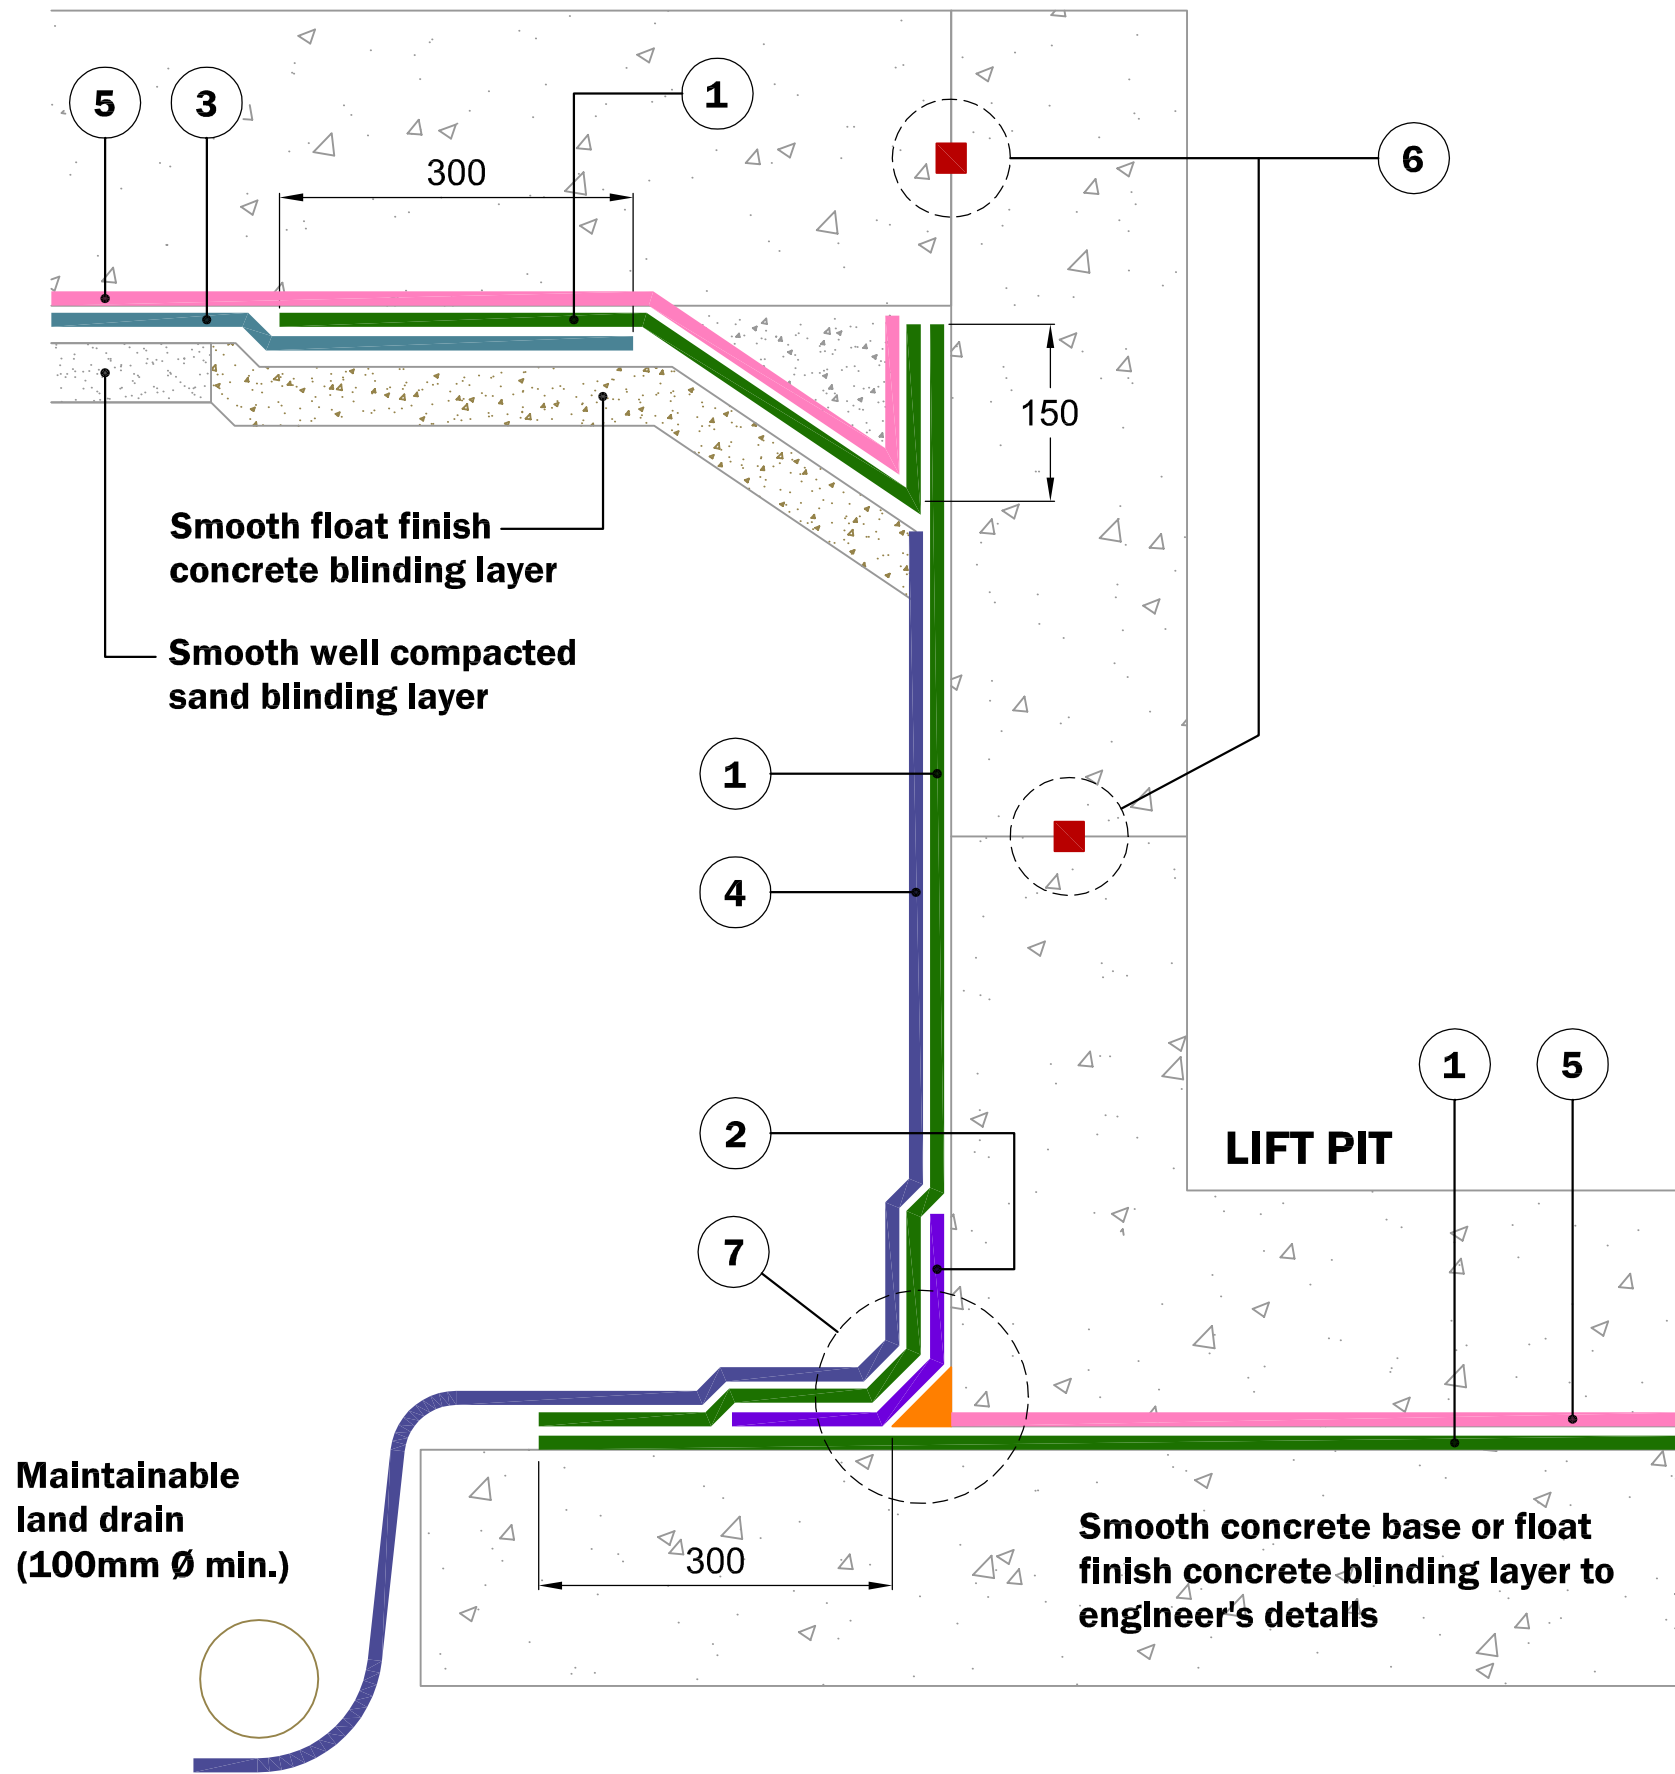 5
3
1
6
300
150
Smooth float finish
concrete blinding layer
Smooth well compacted
sand blinding layer
1
4
2
7
1
5
LIFT PIT
Maintainable
land drain
(100mm Ø min.)
300
Smooth concrete base or float
finish concrete blinding layer to
engIneer's detaIls